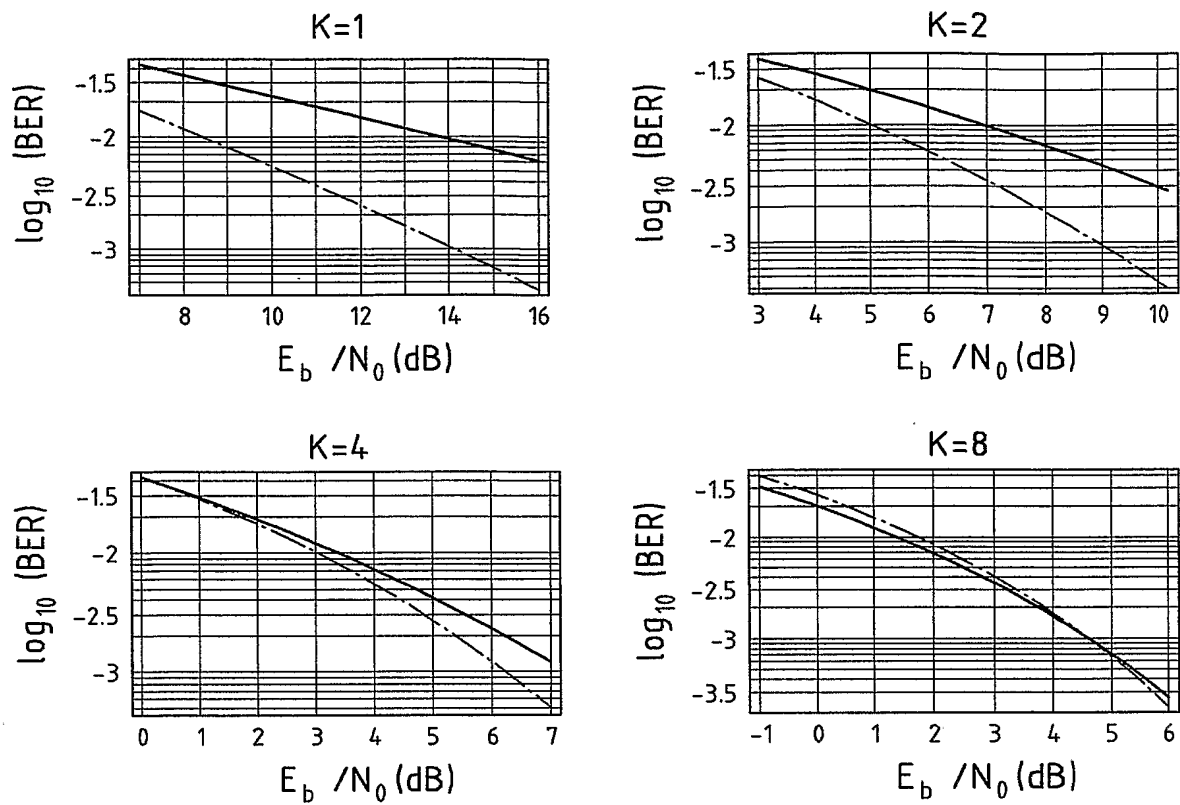 K=1
log10 (BER)
-1.5
-2
-2.5
-3
8 10 12 14 16
Eb /N0 (dB)
K=2
log10 (BER)
-1.5
-2
-2.5
-3
3 4 5 6 7 8 9 10
Eb /N0 (dB)
K=4
log10 (BER)
-1.5
-2
-2.5
-3
0 1 2 3 4 5 6 7
Eb /N0 (dB)
K=8
log10 (BER)
-1.5
-2
-2.5
-3
-3.5
-1 0 1 2 3 4 5 6
Eb /N0 (dB)